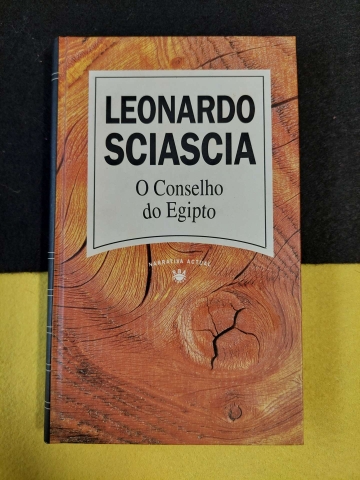 LEONARDO
SCIASCIA
O Conselho
do Egipto
NARRATIVA ACTUAL